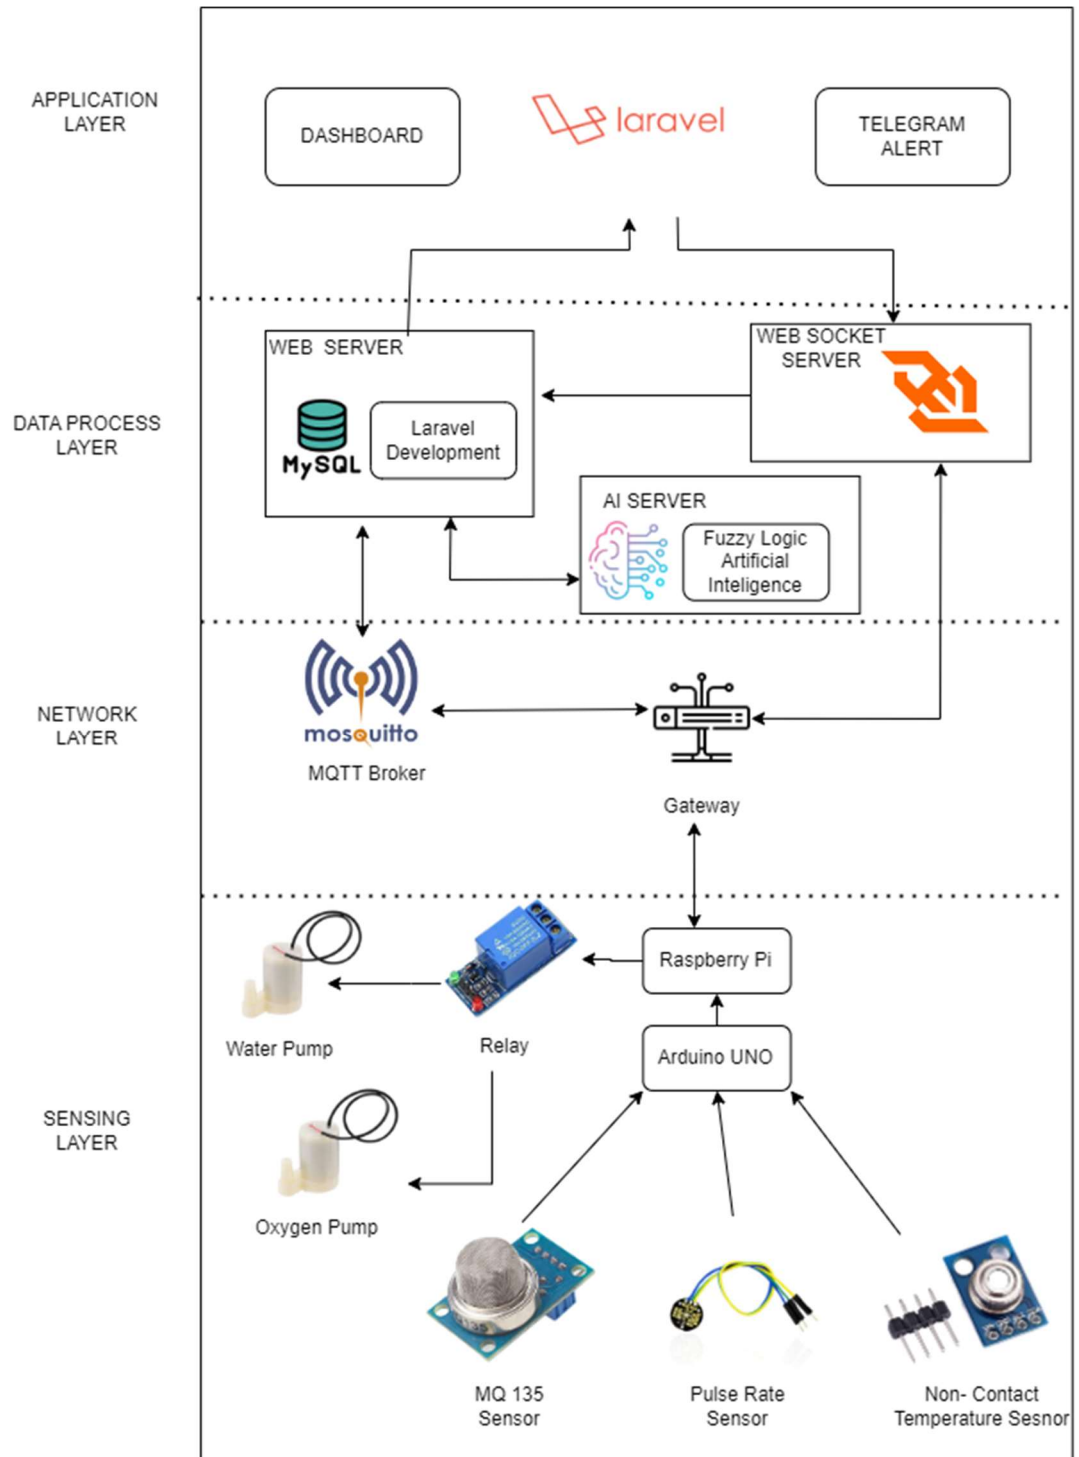 APPLICATION
LAYER
DASHBOARD
laravel
TELEGRAM
ALERT
DATA PROCESS
LAYER
WEB SERVER
MySQL
Laravel
Development
WEB SOCKET
SERVER
AI SERVER
Fuzzy Logic
Artificial
Inteligence
NETWORK
LAYER
mosquitto
MQTT Broker
Gateway
SENSING
LAYER
Water Pump
Relay
Raspberry Pi
Arduino UNO
Oxygen Pump
MQ 135
Sensor
Pulse Rate
Sensor
Non- Contact
Temperature Sesnor